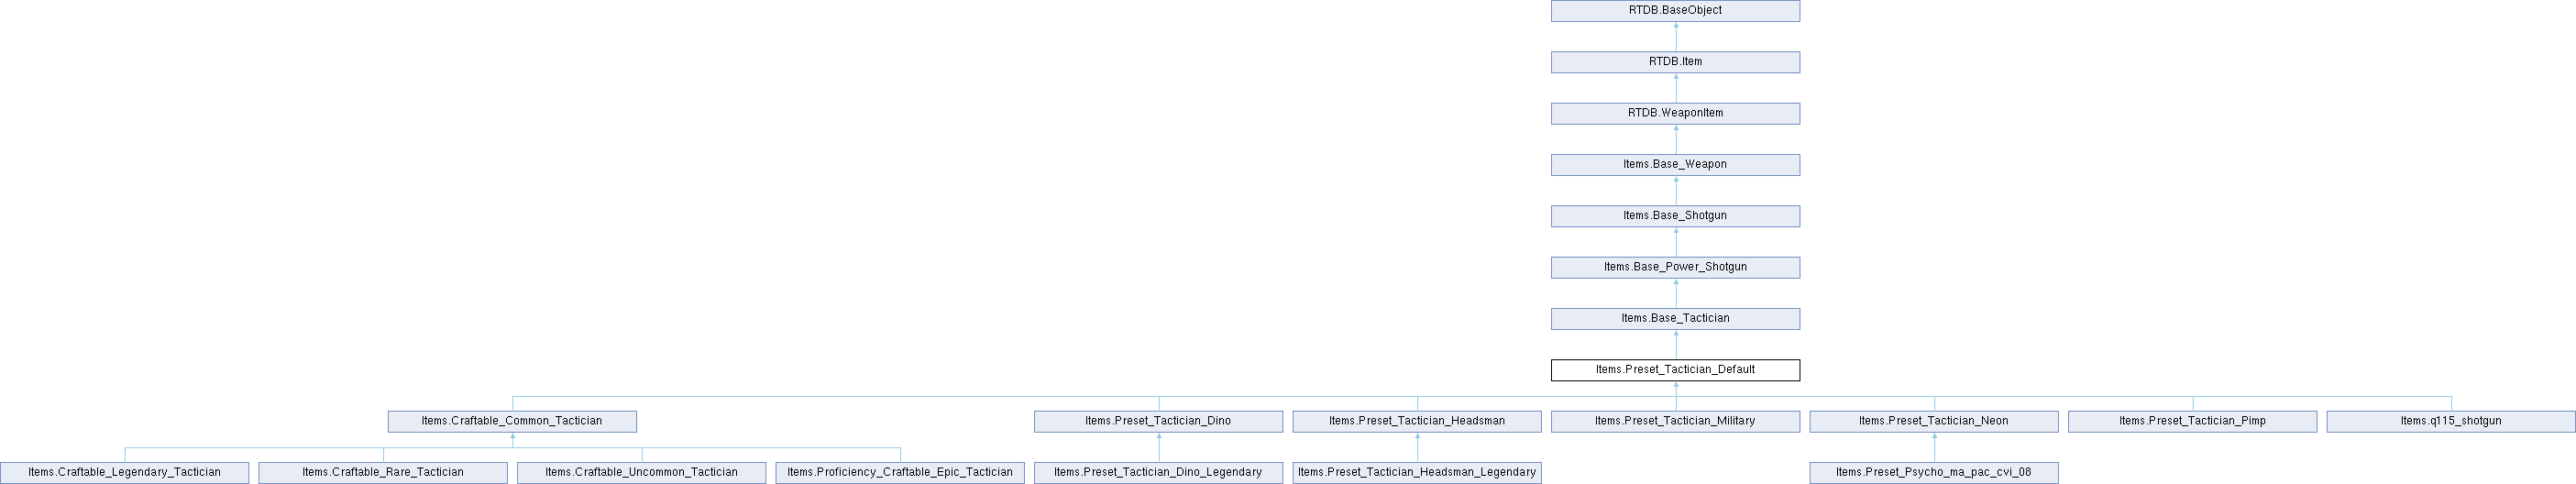 RTDB.BaseObject
RTDB.Item
RTDB.WeaponItem
Items.Base_Weapon
Items.Base_Shotgun
Items.Base_Power_Shotgun
Items.Base_Tactician
Items.Preset_Tactician_Default
Items.Craftable_Common_Tactician
Items.Preset_Tactician_Dino
Items.Preset_Tactician_Headsman
Items.Preset_Tactician_Military
Items.Preset_Tactician_Neon
Items.Preset_Tactician_Pimp
Items.q115_shotgun
Items.Craftable_Legendary_Tactician
Items.Craftable_Rare_Tactician
Items.Craftable_Uncommon_Tactician
Items.Proficiency_Craftable_Epic_Tactician
Items.Preset_Tactician_Dino_Legendary
Items.Preset_Tactician_Headsman_Legendary
Items.Preset_Psycho_ma_pac_cvi_08